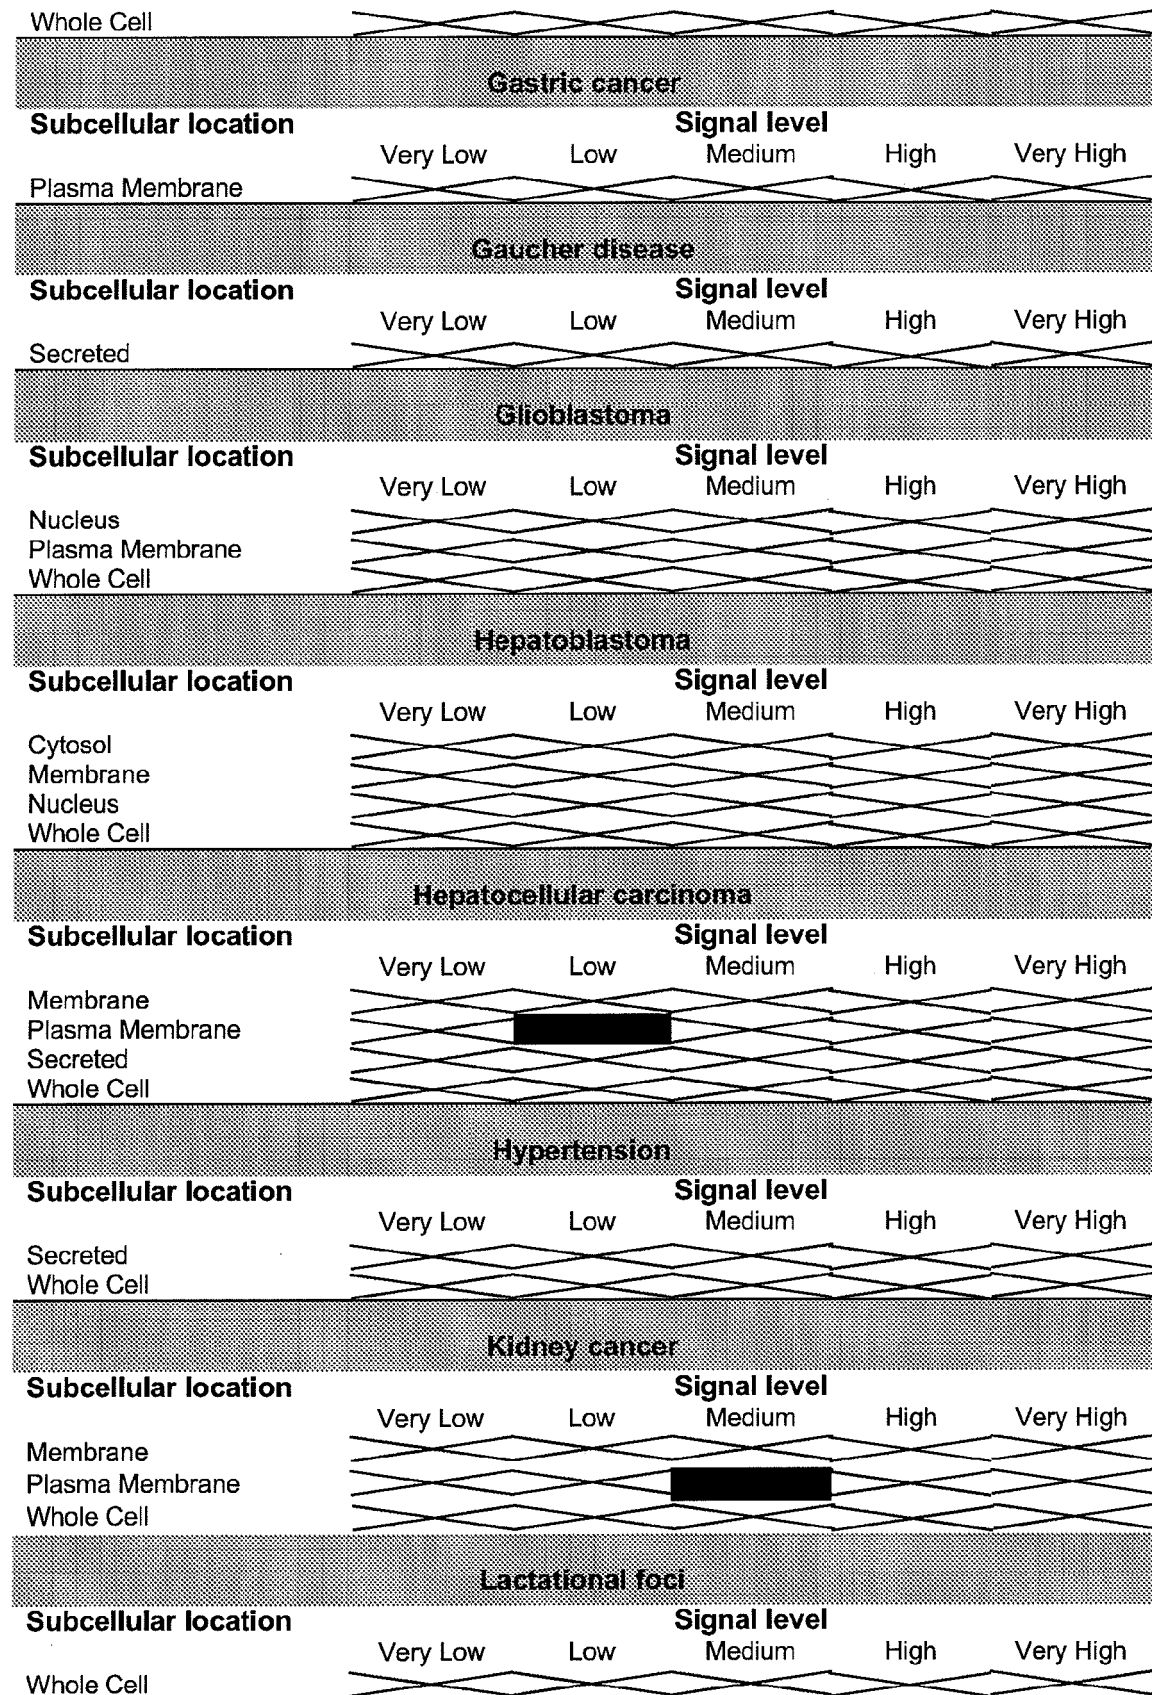 Whole Cell
Gastric cancer
Subcellular location Signal level
Very Low Low Medium High Very High
Plasma Membrane
Gaucher disease
Subcellular location Signal level
Very Low Low Medium High Very High
Secreted
Glioblastoma
Subcellular location Signal level
Very Low Low Medium High Very High
Nucleus
Plasma Membrane
Whole Cell
Hepatoblastoma
Subcellular location Signal level
Very Low Low Medium High Very High
Cytosol
Membrane
Nucleus
Whole Cell
Hepatocellular carcinoma
Subcellular location Signal level
Very Low Low Medium High Very High
Membrane
Plasma Membrane
Secreted
Whole Cell
Hypertension
Subcellular location Signal level
Very Low Low Medium High Very High
Secreted
Whole Cell
Kidney cancer
Subcellular location Signal level
Very Low Low Medium High Very High
Membrane
Plasma Membrane
Whole Cell
Lactational foci
Subcellular location Signal level
Very Low Low Medium High Very High
Whole Cell